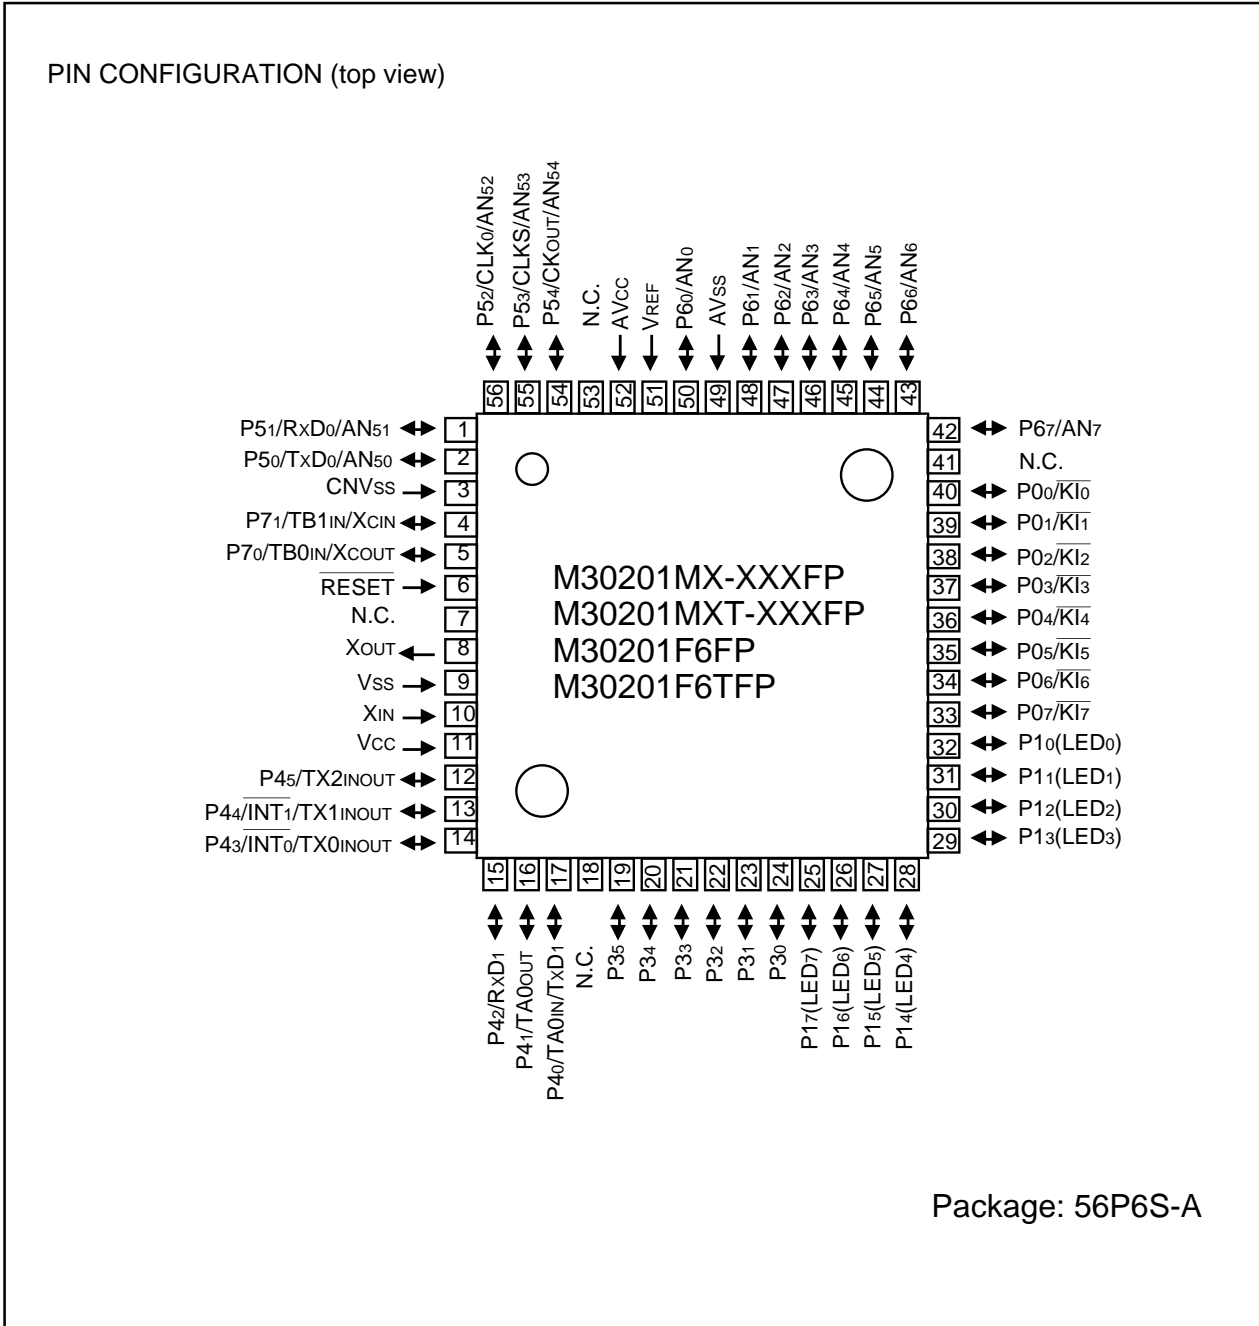 PIN CONFIGURATION (top view)
P52/CLK0/AN52
P53/CLKS/AN53
P54/CKOUT/AN54
N.C.
AVCC
VREF
P60/AN0
AVSS
P61/AN1
P62/AN2
P63/AN3
P64/AN4
P65/AN5
P66/AN6
56 55 54 53 52 51 50 49 48 47 46 45 44 43
P51/RXD0/AN51 1
P50/TXD0/AN50 2
CNVSS 3
P71/TB1IN/XCIN 4
P70/TB0IN/XCOUT 5
RESET 6
N.C. 7
XOUT 8
VSS 9
XIN 10
VCC 11
P45/TX2INOUT 12
P44/INT1/TX1INOUT 13
P43/INT0/TX0INOUT 14
M30201MX-XXXFP
M30201MXT-XXXFP
M30201F6FP
M30201F6TFP
42 P67/AN7
41 N.C.
40 P00/KI0
39 P01/KI1
38 P02/KI2
37 P03/KI3
36 P04/KI4
35 P05/KI5
34 P06/KI6
33 P07/KI7
32 P10(LED0)
31 P11(LED1)
30 P12(LED2)
29 P13(LED3)
15 16 17 18 19 20 21 22 23 24 25 26 27 28
P42/RXD1
P41/TA0OUT
P40/TA0IN/TXD1
N.C.
P35
P34
P33
P32
P31
P30
P17(LED7)
P16(LED6)
P15(LED5)
P14(LED4)
Package: 56P6S-A